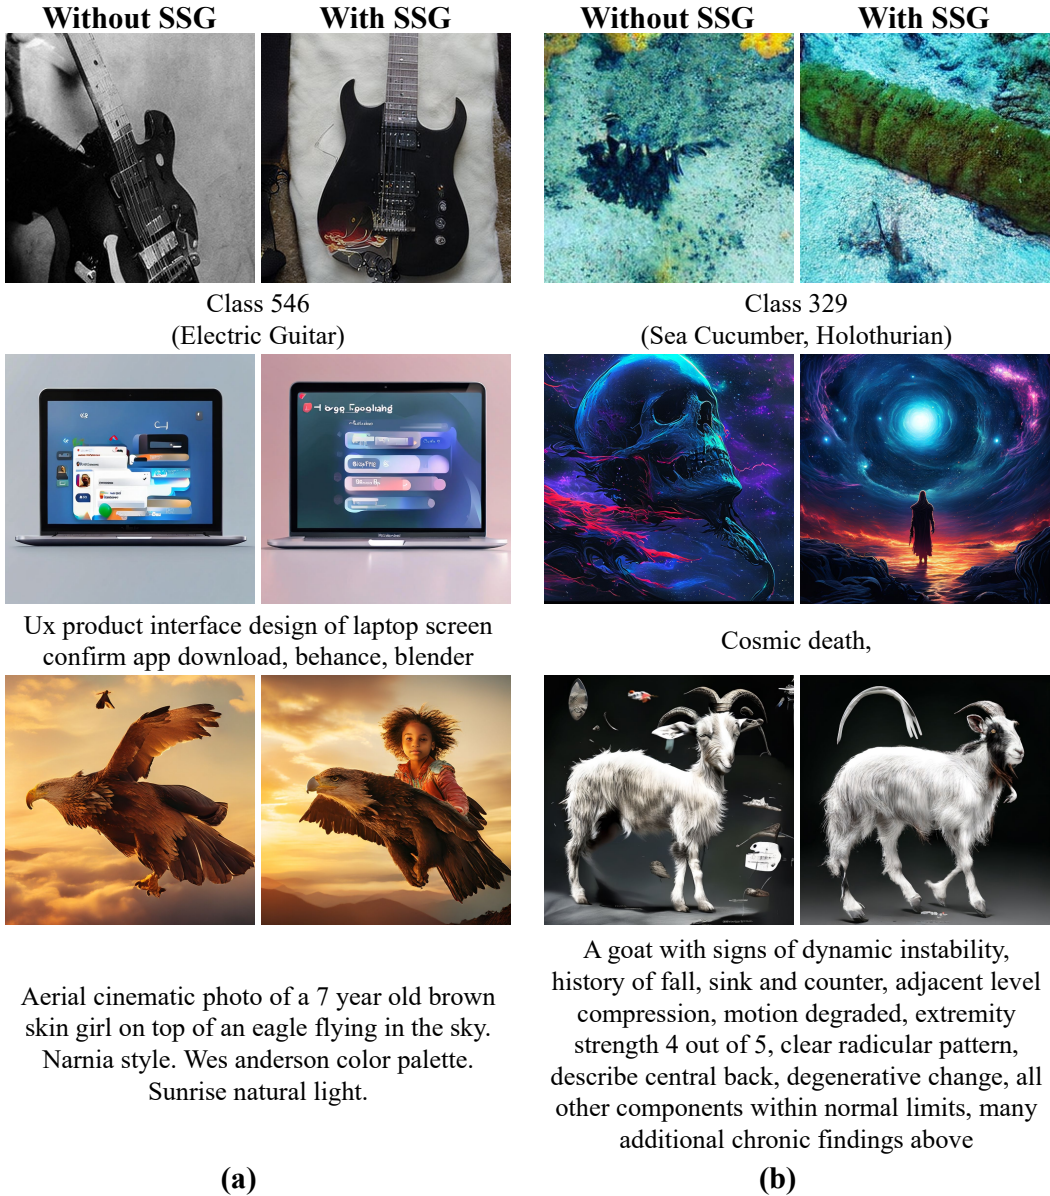 Without SSG
With SSG
Without SSG
With SSG
Class 546
(Electric Guitar)
Class 329
(Sea Cucumber, Holothurian)
Ux product interface design of laptop screen
confirm app download, behance, blender
Cosmic death,
Aerial cinematic photo of a 7 year old brown
skin girl on top of an eagle flying in the sky.
Narnia style. Wes anderson color palette.
Sunrise natural light.
A goat with signs of dynamic instability,
history of fall, sink and counter, adjacent level
compression, motion degraded, extremity
strength 4 out of 5, clear radicular pattern,
describe central back, degenerative change, all
other components within normal limits, many
additional chronic findings above
(a)
(b)